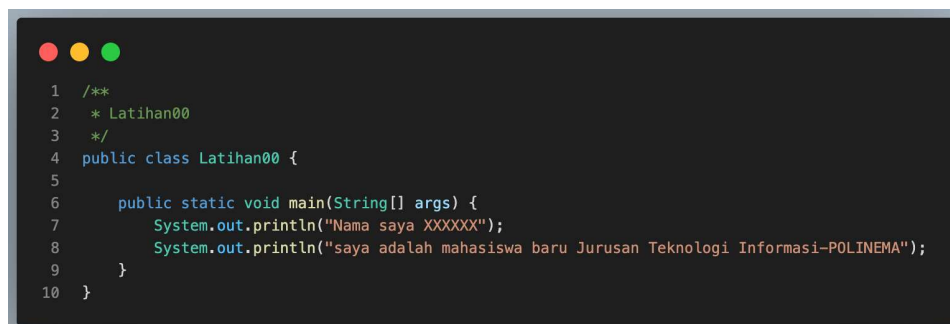 1 /**
2  * Latihan00
3  */
4 public class Latihan00 {
5
6     public static void main(String[] args) {
7         System.out.println("Nama saya XXXXXX");
8         System.out.println("saya adalah mahasiswa baru Jurusan Teknologi Informasi-POLINEMA");
9     }
10 }